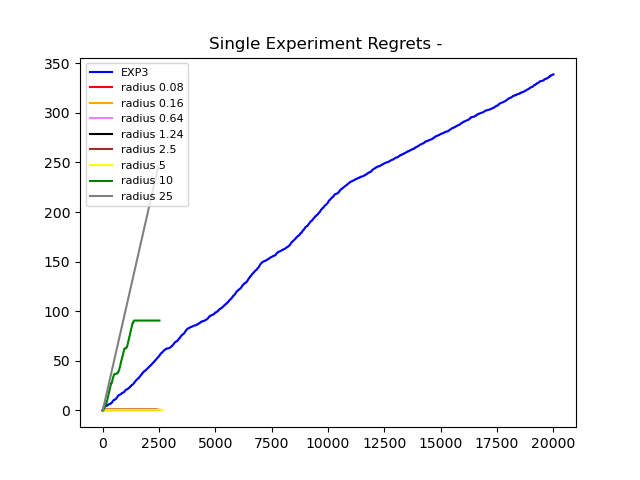 Single Experiment Regrets -
350
300
250
200
150
100
50
0
EXP3
radius 0.08
radius 0.16
radius 0.64
radius 1.24
radius 2.5
radius 5
radius 10
radius 25
0 2500 5000 7500 10000 12500 15000 17500 20000